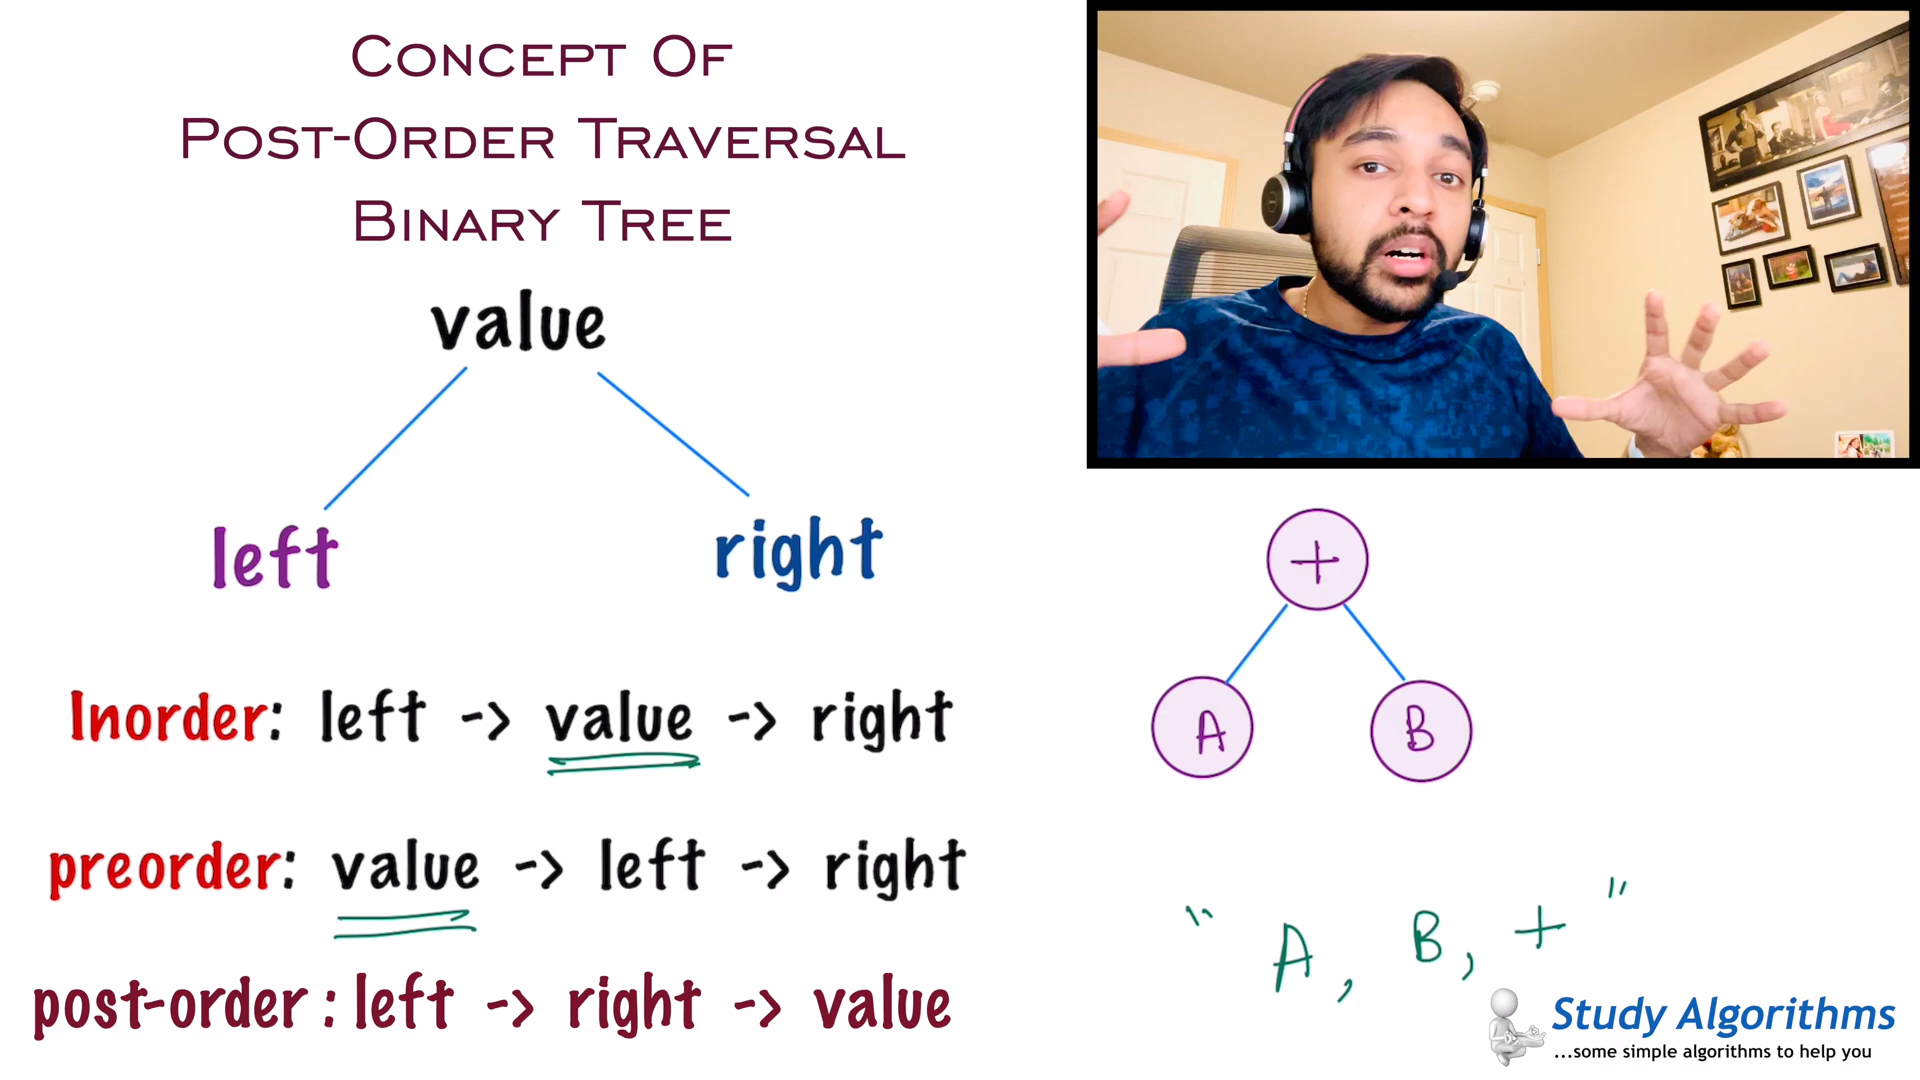 Concept Of
Post-Order Traversal
Binary Tree
value
left
right
Inorder: left -> value -> right
preorder: value -> left -> right
post-order : left -> right -> value
+
A
B
" A, B, + "
Study Algorithms
...some simple algorithms to help you